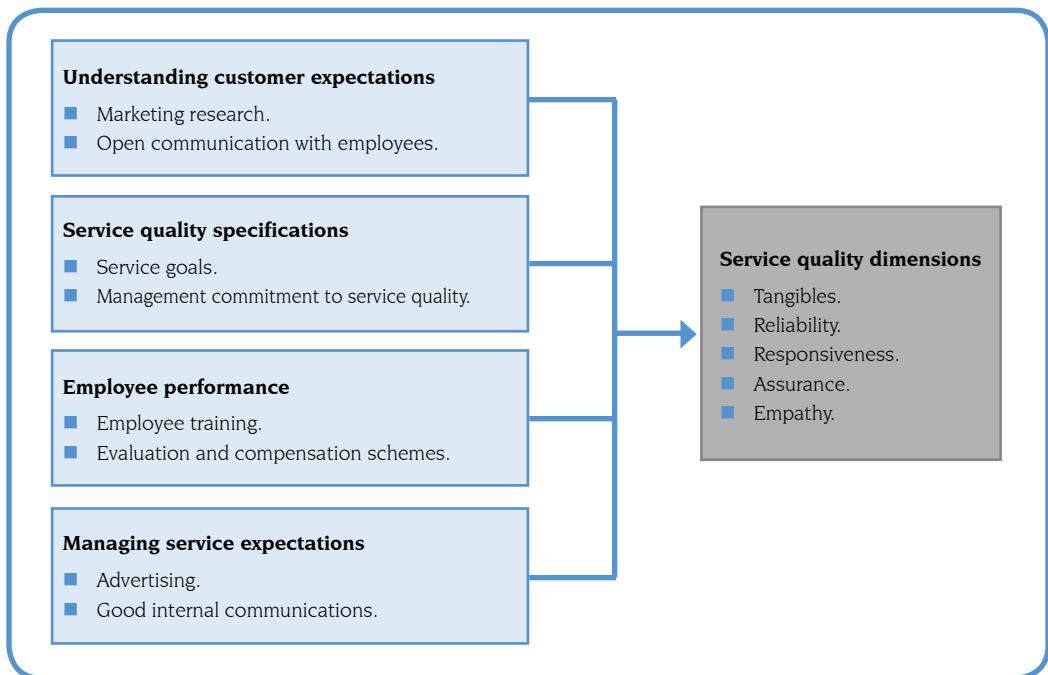 Understanding customer expectations
Marketing research.
Open communication with employees.
Service quality specifications
Service goals.
Management commitment to service quality.
Employee performance
Employee training.
Evaluation and compensation schemes.
Managing service expectations
Advertising.
Good internal communications.
Service quality dimensions
Tangibles.
Reliability.
Responsiveness.
Assurance.
Empathy.